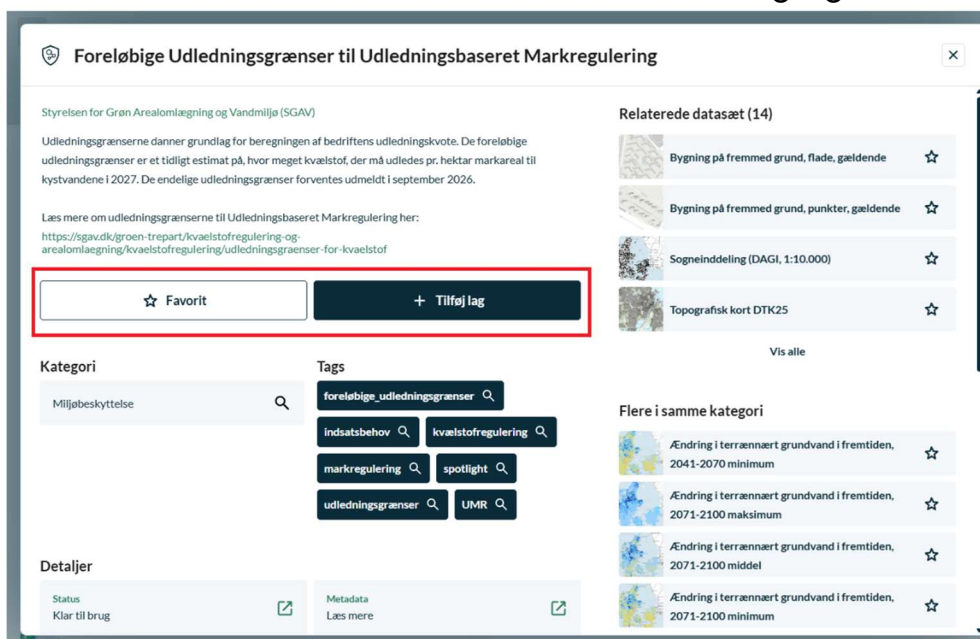 Foreløbige Udledningsgrænser til Udledningsbaseret Markregulering
Styrelsen for Grøn Arealomlægning og Vandmiljø (SGAV)
Udledningsgrænserne danner grundlag for beregningen af bedriftens udledningskvote. De foreløbige
udledningsgrænser er et tidligt estimat på, hvor meget kvælstof, der må udledes pr. hektar markareal til
kystvandene i 2027. De endelige udledningsgrænser forventes udmeldt i september 2026.
Læs mere om udledningsgrænserne til Udledningsbaseret Markregulering her:
https://sgav.dk/groen-trepart/kvaelstofregulering-og-
arealomlaegning/kvaelstofregulering/udledningsgraenser-for-kvaelstof
Favorit
+ Tilføj lag
Kategori
Miljøbeskyttelse
Tags
foreløbige_udledningsgrænser
indsatsbehov
kvælstofregulering
markregulering
spotlight
udledningsgrænser
UMR
Detaljer
Status
Klar til brug
Metadata
Læs mere
Relaterede datasæt (14)
Bygning på fremmed grund, flade, gældende
Bygning på fremmed grund, punkter, gældende
Sogneinddeling (DAGI, 1:10.000)
Topografisk kort DTK25
Vis alle
Flere i samme kategori
Ændring i terrænnært grundvand i fremtiden,
2041-2070 minimum
Ændring i terrænnært grundvand i fremtiden,
2071-2100 maksimum
Ændring i terrænnært grundvand i fremtiden,
2071-2100 middel
Ændring i terrænnært grundvand i fremtiden,
2071-2100 minimum